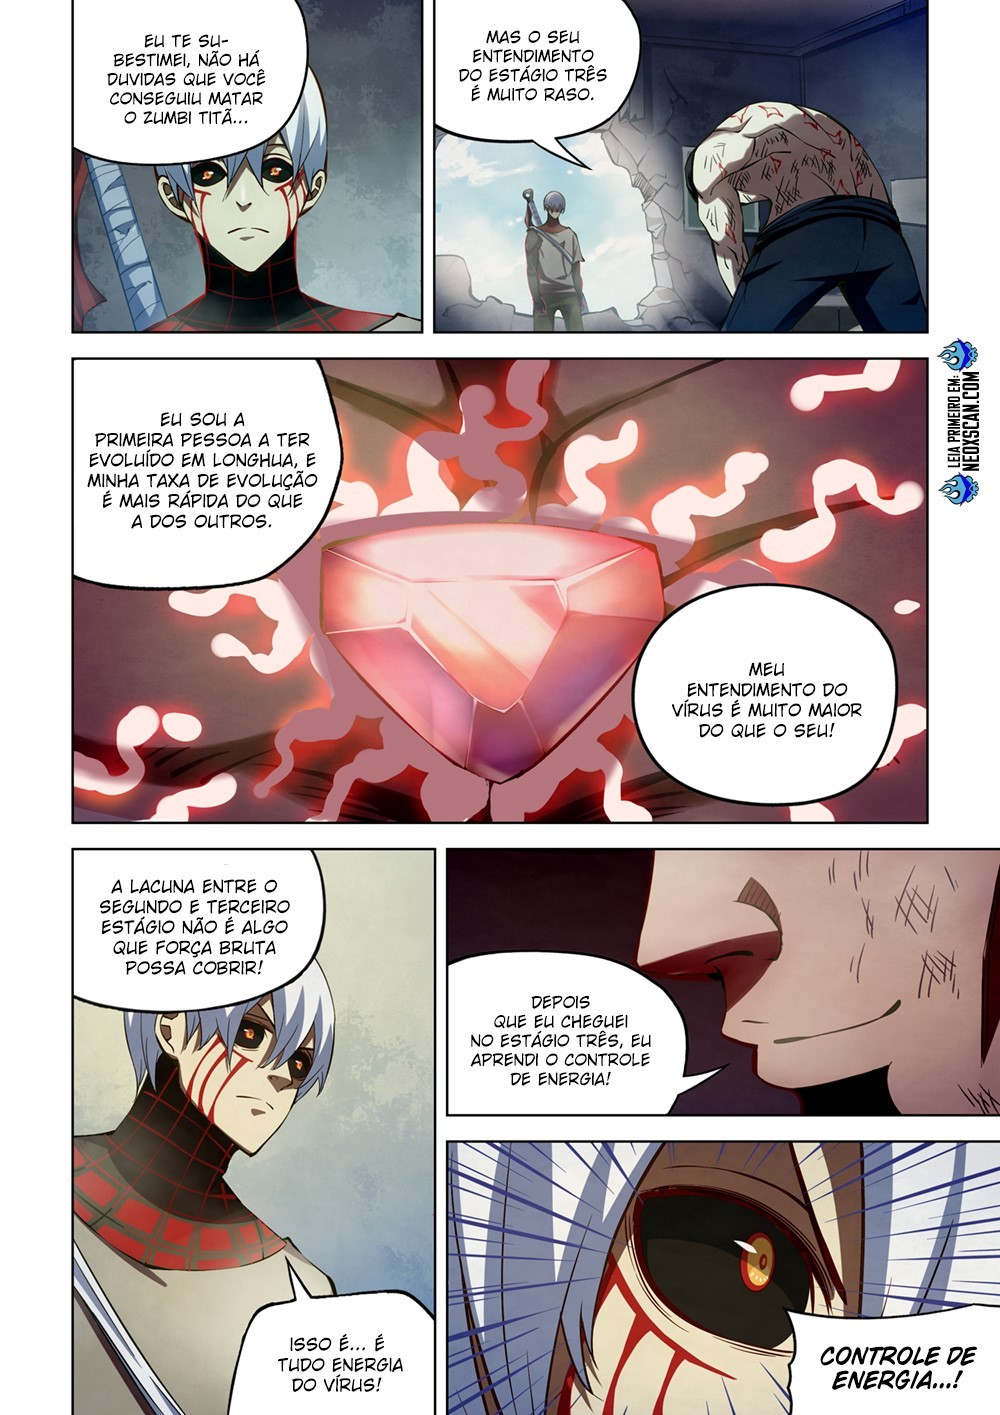 EU TE SU-
BESTIMEI, NÃO HÁ
DUVIDAS QUE VOCÊ
CONSEGUIU MATAR
O ZUMBI TITÃ...
MAS O SEU
ENTENDIMENTO
DO ESTÁGIO TRÊS
É MUITO RASO.
LEIA PRIMEIRO EM:
NEOXSCAN.COM
EU SOU A
PRIMEIRA PESSOA A TER
EVOLUÍDO EM LONGHUA, E
MINHA TAXA DE EVOLUÇÃO
É MAIS RÁPIDA DO QUE
A DOS OUTROS.
MEU
ENTENDIMENTO DO
VÍRUS É MUITO MAIOR
DO QUE O SEU!
A LACUNA ENTRE O
SEGUNDO E TERCEIRO
ESTÁGIO NÃO É ALGO
QUE FORÇA BRUTA
POSSA COBRIR!
DEPOIS
QUE EU CHEGUEI
NO ESTÁGIO TRÊS, EU
APRENDI O CONTROLE
DE ENERGIA!
ISSO É... É
TUDO ENERGIA
DO VÍRUS!
CONTROLE DE
ENERGIA...!